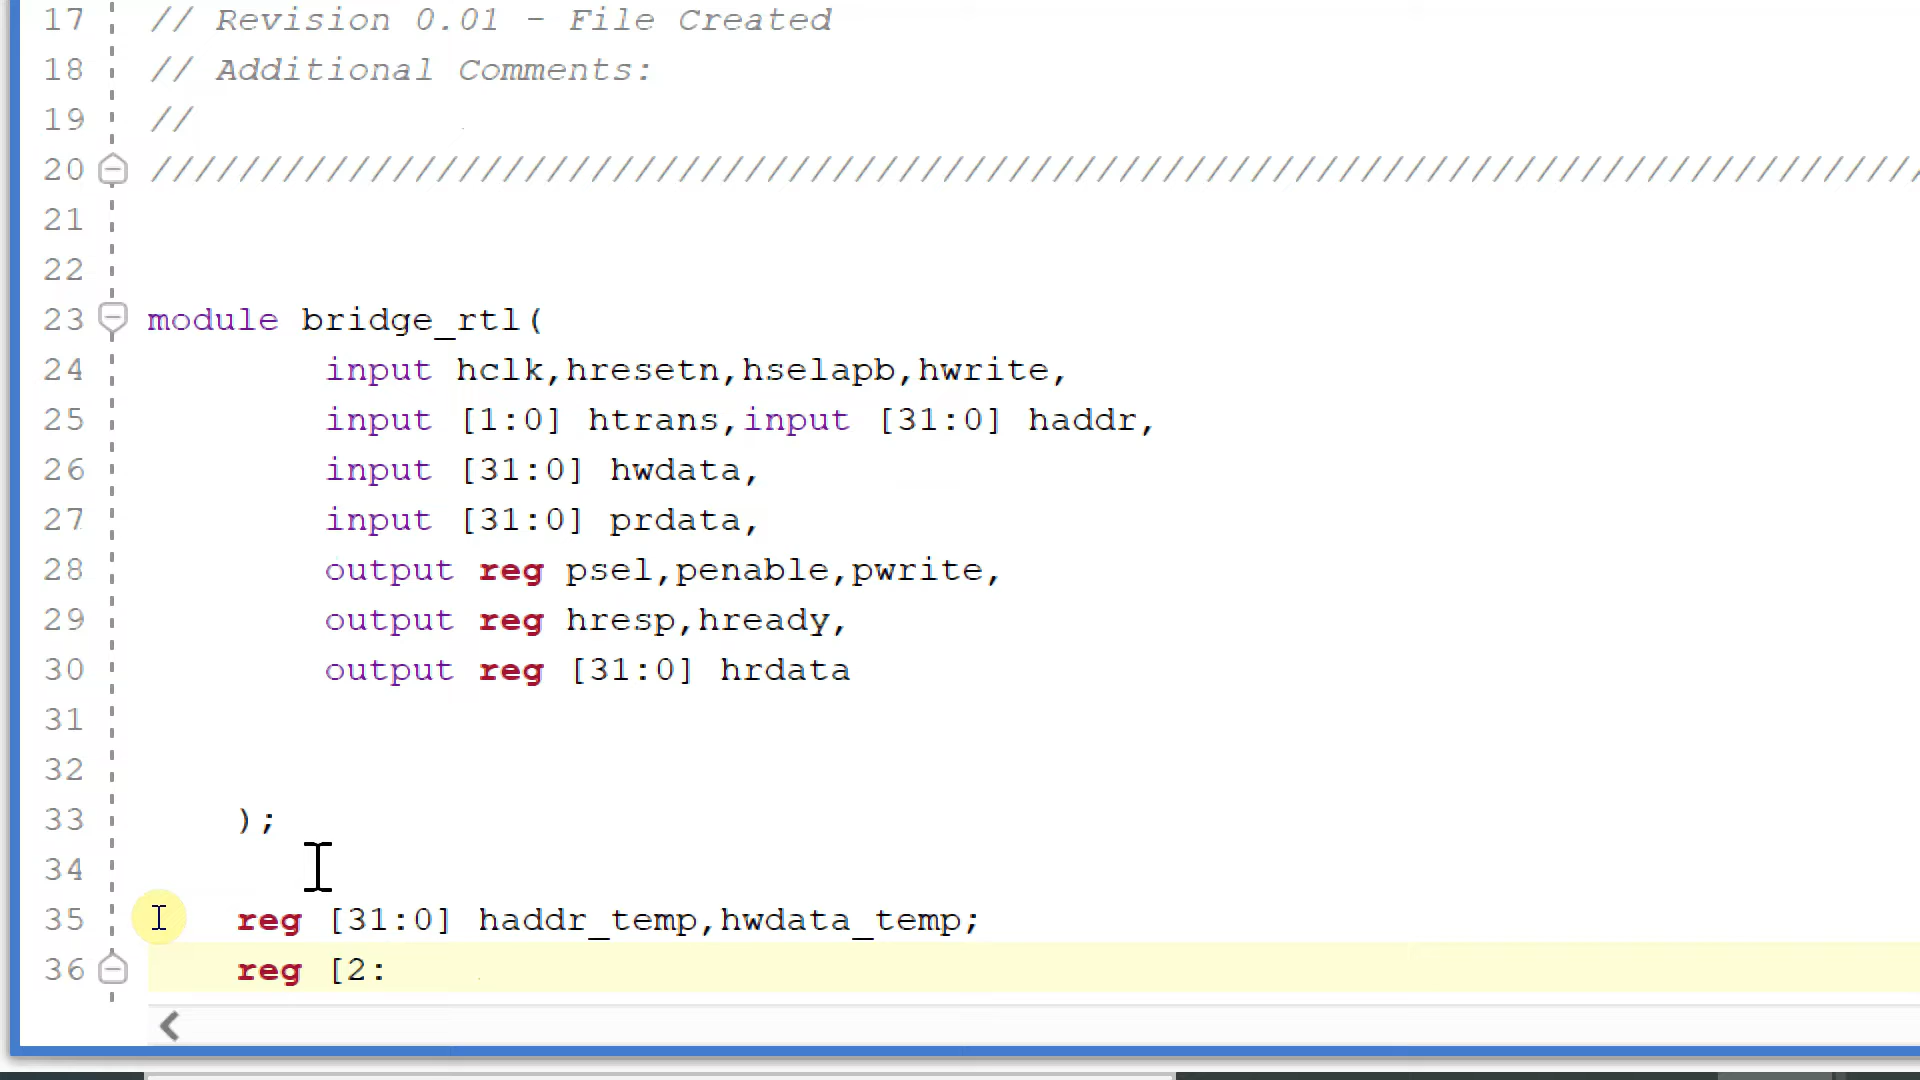 17 // Revision 0.01 - File Created
18 // Additional Comments:
19 //
20 ////////////////////////////////////////////////////////////////////////////////
21
22
23 module bridge_rtl(
24 input hclk,hresetn,hselapb,hwrite,
25 input [1:0] htrans,input [31:0] haddr,
26 input [31:0] hwdata,
27 input [31:0] prdata,
28 output reg psel,penable,pwrite,
29 output reg hresp,hready,
30 output reg [31:0] hrdata
31
32
33 );
34
35 reg [31:0] haddr_temp,hwdata_temp;
36 reg [2: